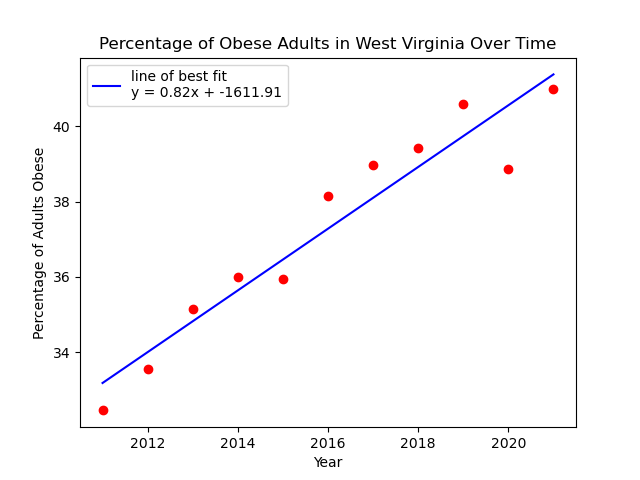 Percentage of Obese Adults in West Virginia Over Time
line of best fit
y = 0.82x + -1611.91
40
38
36
34
Percentage of Adults Obese
2012 2014 2016 2018 2020
Year